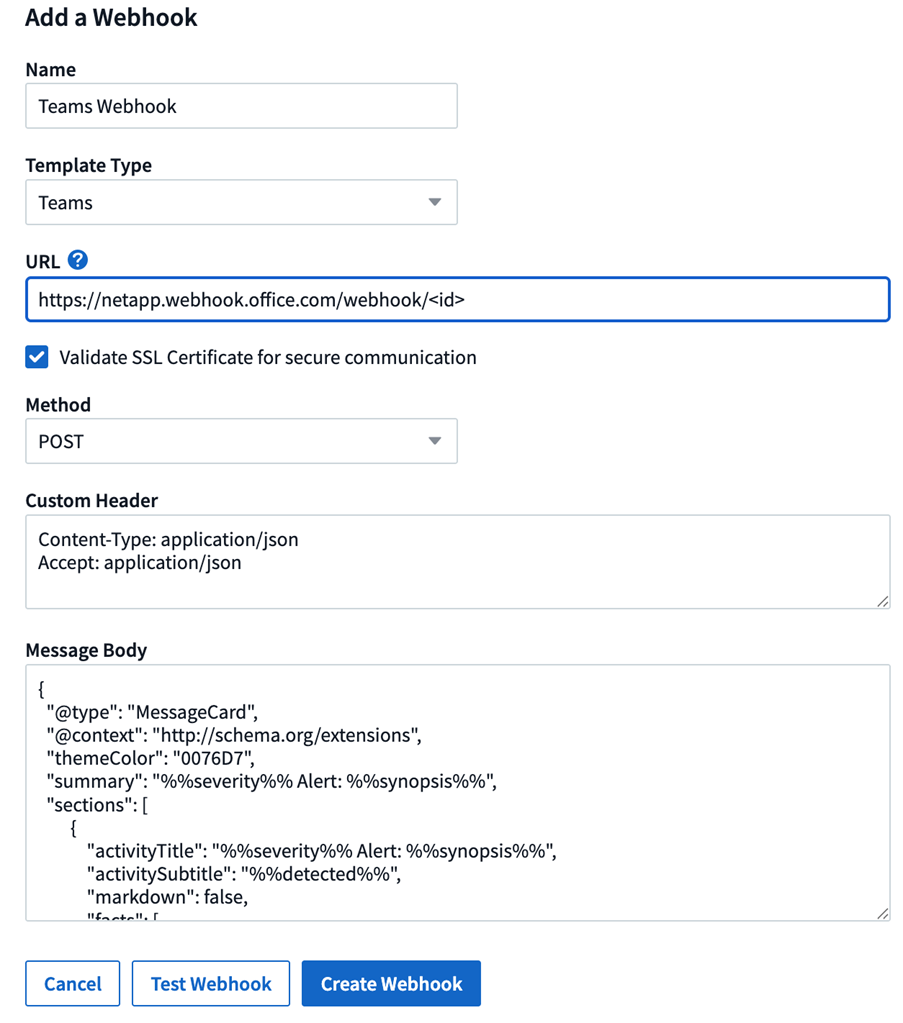 Add a Webhook
Name
Teams Webhook
Template Type
Teams
URL ?
https://netapp.webhook.office.com/webhook/<id>
Validate SSL Certificate for secure communication
Method
POST
Custom Header
Content-Type: application/json
Accept: application/json
Message Body
{
"@type": "MessageCard",
"@context": "http://schema.org/extensions",
"themeColor": "0076D7",
"summary": "%%severity%% Alert: %%synopsis%%",
"sections": [
{
"activityTitle": "%%severity%% Alert: %%synopsis%%",
"activitySubtitle": "%%detected%%",
"markdown": false,
"facts": [
Cancel
Test Webhook
Create Webhook